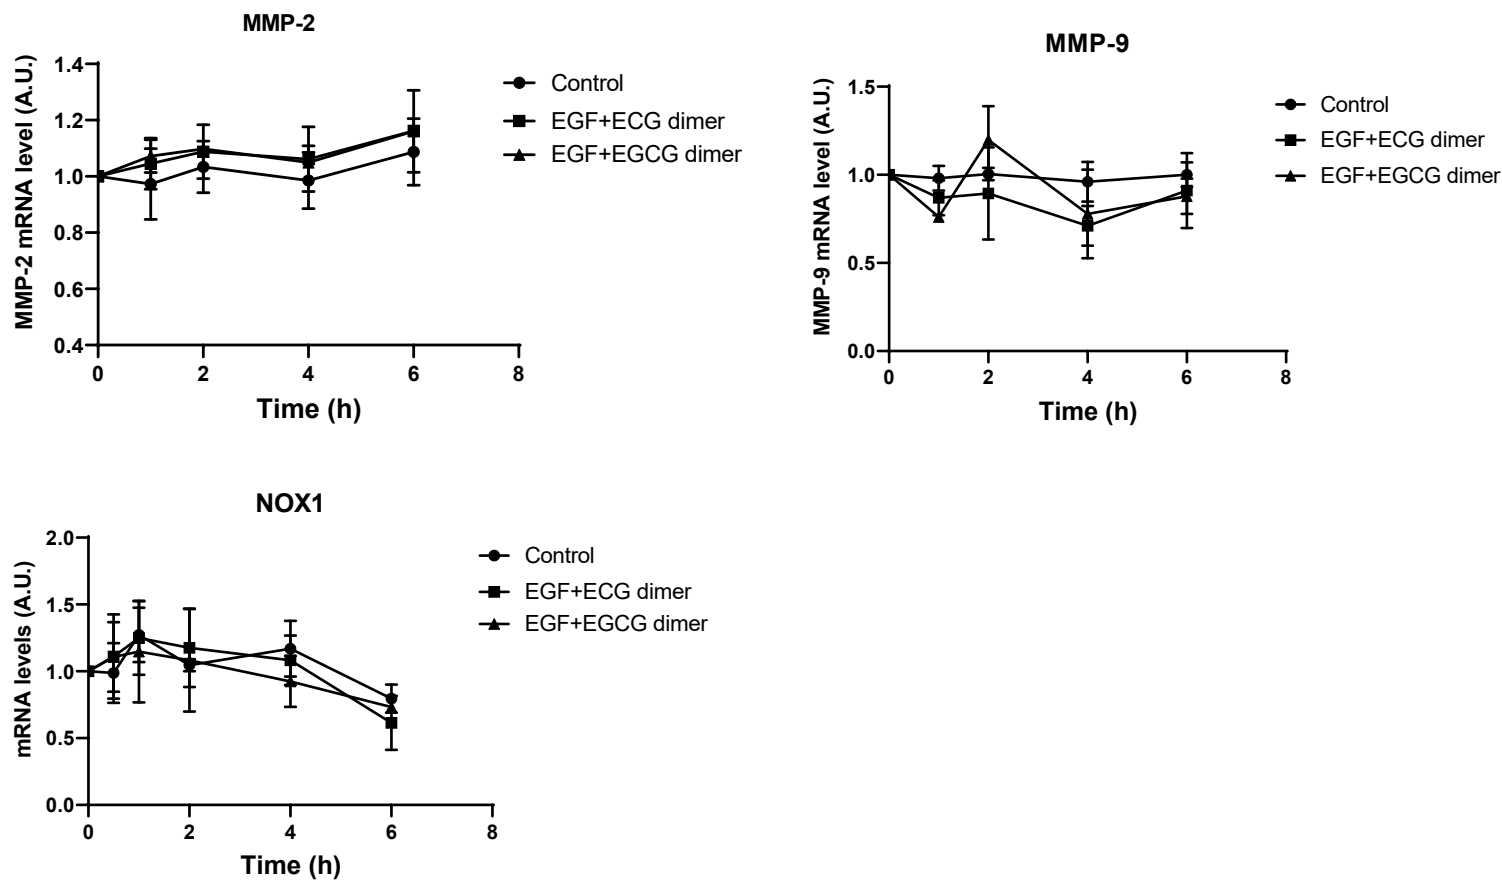 MMP-2
MMP-2 mRNA level (A.U.)
1.4
1.2
1.0
0.8
0.6
0.4
0 2 4 6 8
Time (h)
Control
EGF+ECG dimer
EGF+EGCG dimer
MMP-9
MMP-9 mRNA level (A.U.)
1.5
1.0
0.5
0.0
0 2 4 6 8
Time (h)
Control
EGF+ECG dimer
EGF+EGCG dimer
NOX1
mRNA levels (A.U.)
2.0
1.5
1.0
0.5
0.0
0 2 4 6 8
Time (h)
Control
EGF+ECG dimer
EGF+EGCG dimer